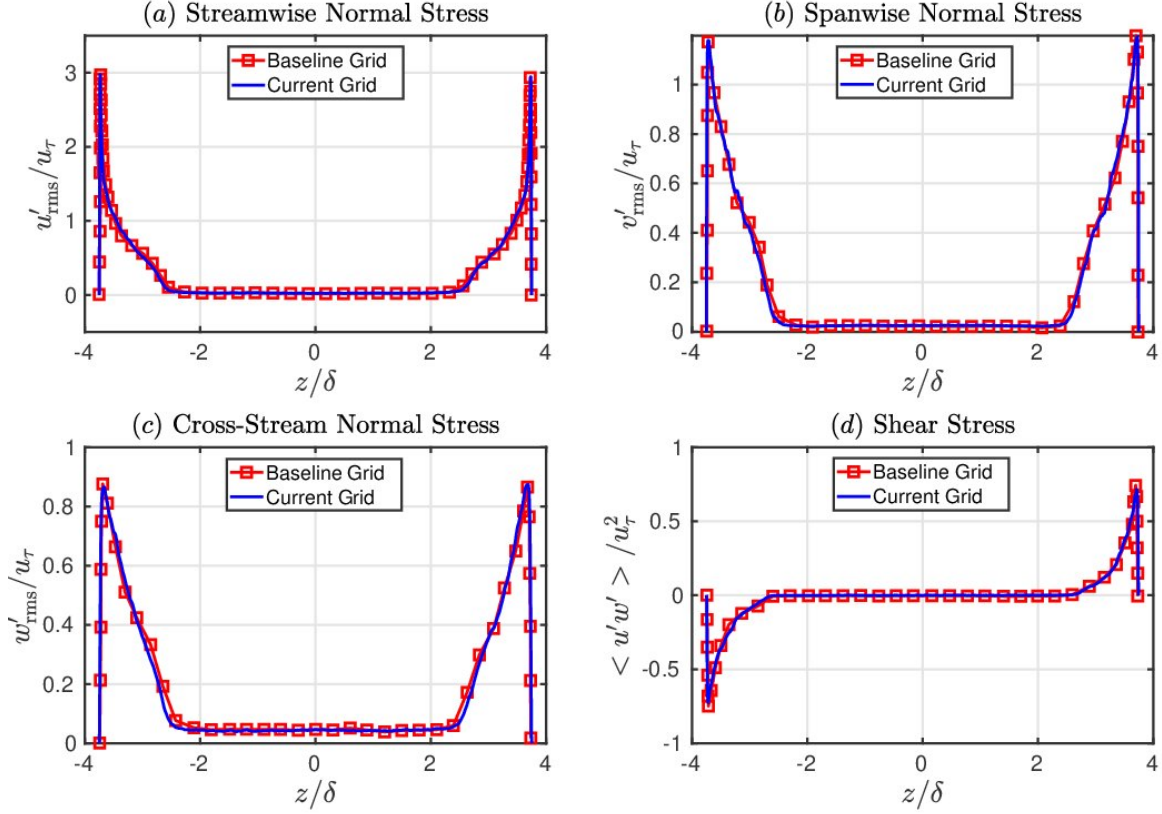 (a) Streamwise Normal Stress
Baseline Grid
Current Grid
u′rms/uτ
3
2
1
0
-4 -2 0 2 4
z/δ
(b) Spanwise Normal Stress
Baseline Grid
Current Grid
v′rms/uτ
1
0.8
0.6
0.4
0.2
0
-4 -2 0 2 4
z/δ
(c) Cross-Stream Normal Stress
Baseline Grid
Current Grid
w′rms/uτ
1
0.8
0.6
0.4
0.2
0
-4 -2 0 2 4
z/δ
(d) Shear Stress
Baseline Grid
Current Grid
< u′w′ > /u²τ
1
0.5
0
-0.5
-1
-4 -2 0 2 4
z/δ